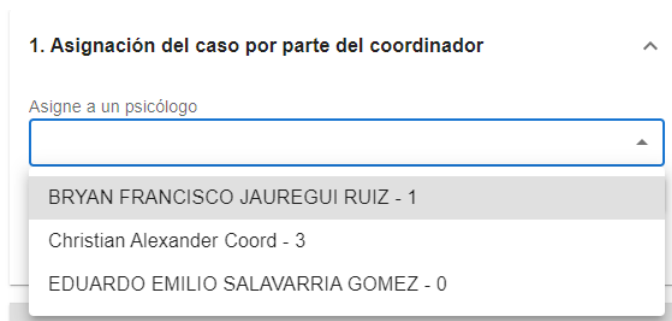 1. Asignación del caso por parte del coordinador
Asigne a un psicólogo
BRYAN FRANCISCO JAUREGUI RUIZ - 1
Christian Alexander Coord - 3
EDUARDO EMILIO SALAVARRIA GOMEZ - 0